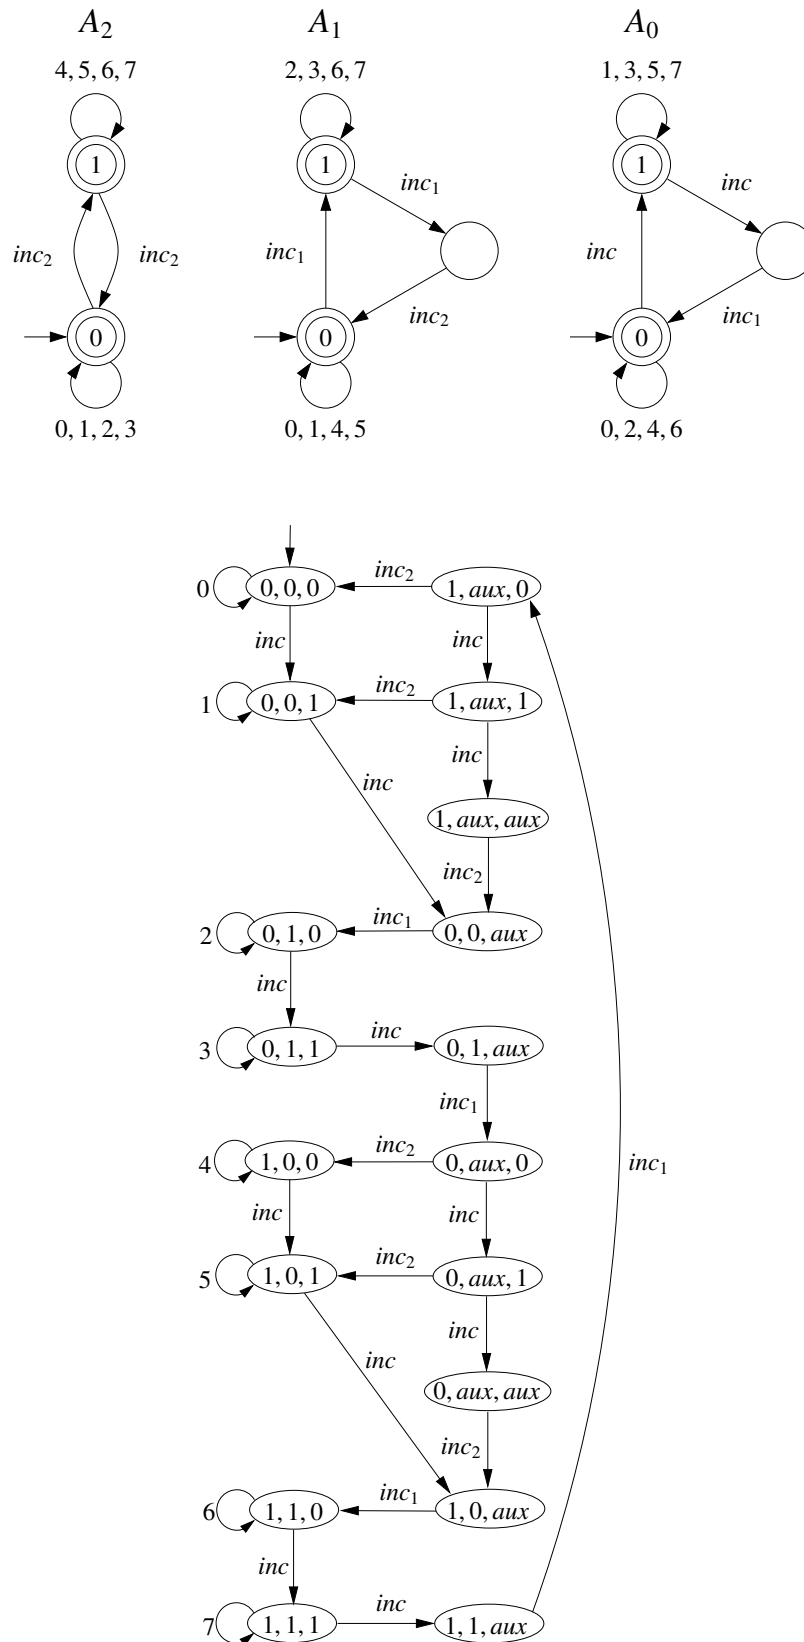 A₂ A₁ A₀
4, 5, 6, 7 2, 3, 6, 7 1, 3, 5, 7
1 1 1
inc₁ inc
inc₂ inc₂ inc₁ inc
inc₂ inc₁
0 0 0
0, 1, 2, 3 0, 1, 4, 5 0, 2, 4, 6
inc₂
0 0, 0, 0 1, aux, 0
inc inc
inc₂
1 0, 0, 1 1, aux, 1
inc inc
1, aux, aux
inc₂
inc₁
2 0, 1, 0 0, 0, aux
inc
inc
3 0, 1, 1 0, 1, aux
inc₁
inc₂
4 1, 0, 0 0, aux, 0 inc₁
inc inc
inc₂
5 1, 0, 1 0, aux, 1
inc inc
0, aux, aux
inc₂
inc₁
6 1, 1, 0 1, 0, aux
inc
inc
7 1, 1, 1 1, 1, aux